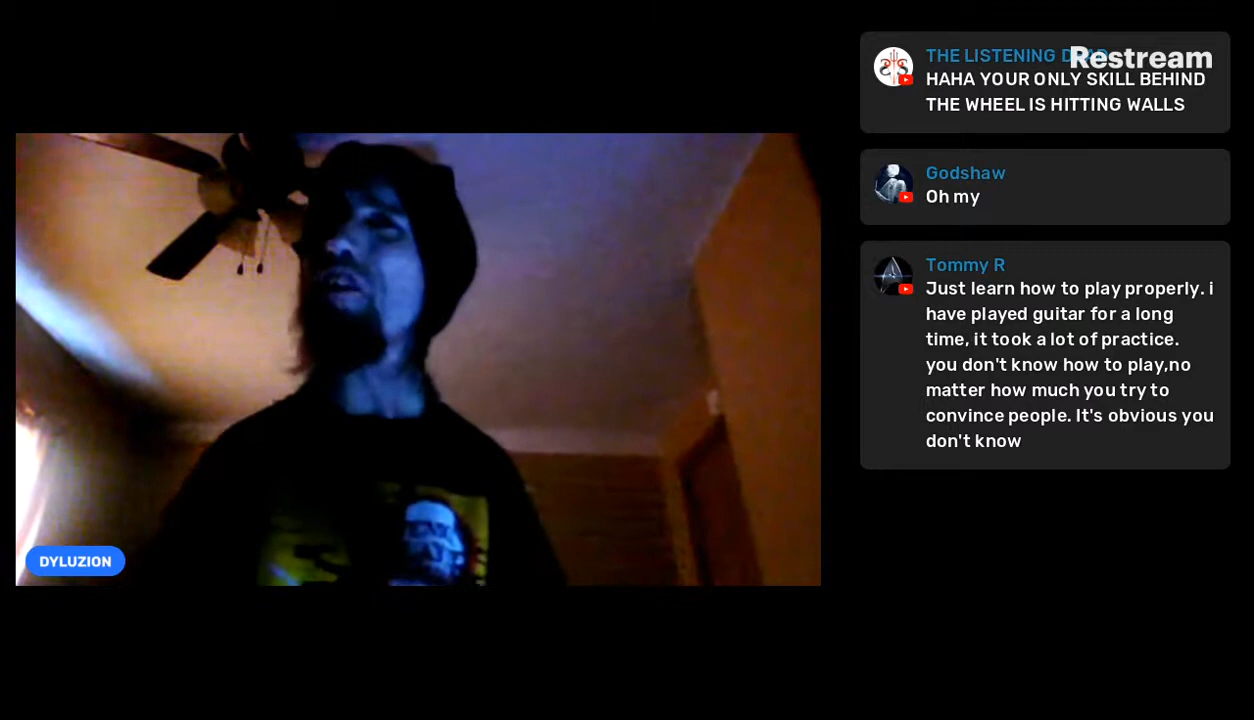 THE LISTENING
Restream
HAHA YOUR ONLY SKILL BEHIND
THE WHEEL IS HITTING WALLS
Godshaw
Oh my
Tommy R
Just learn how to play properly. i
have played guitar for a long
time, it took a lot of practice.
you don't know how to play,no
matter how much you try to
convince people. It's obvious you
don't know
DYLUZION